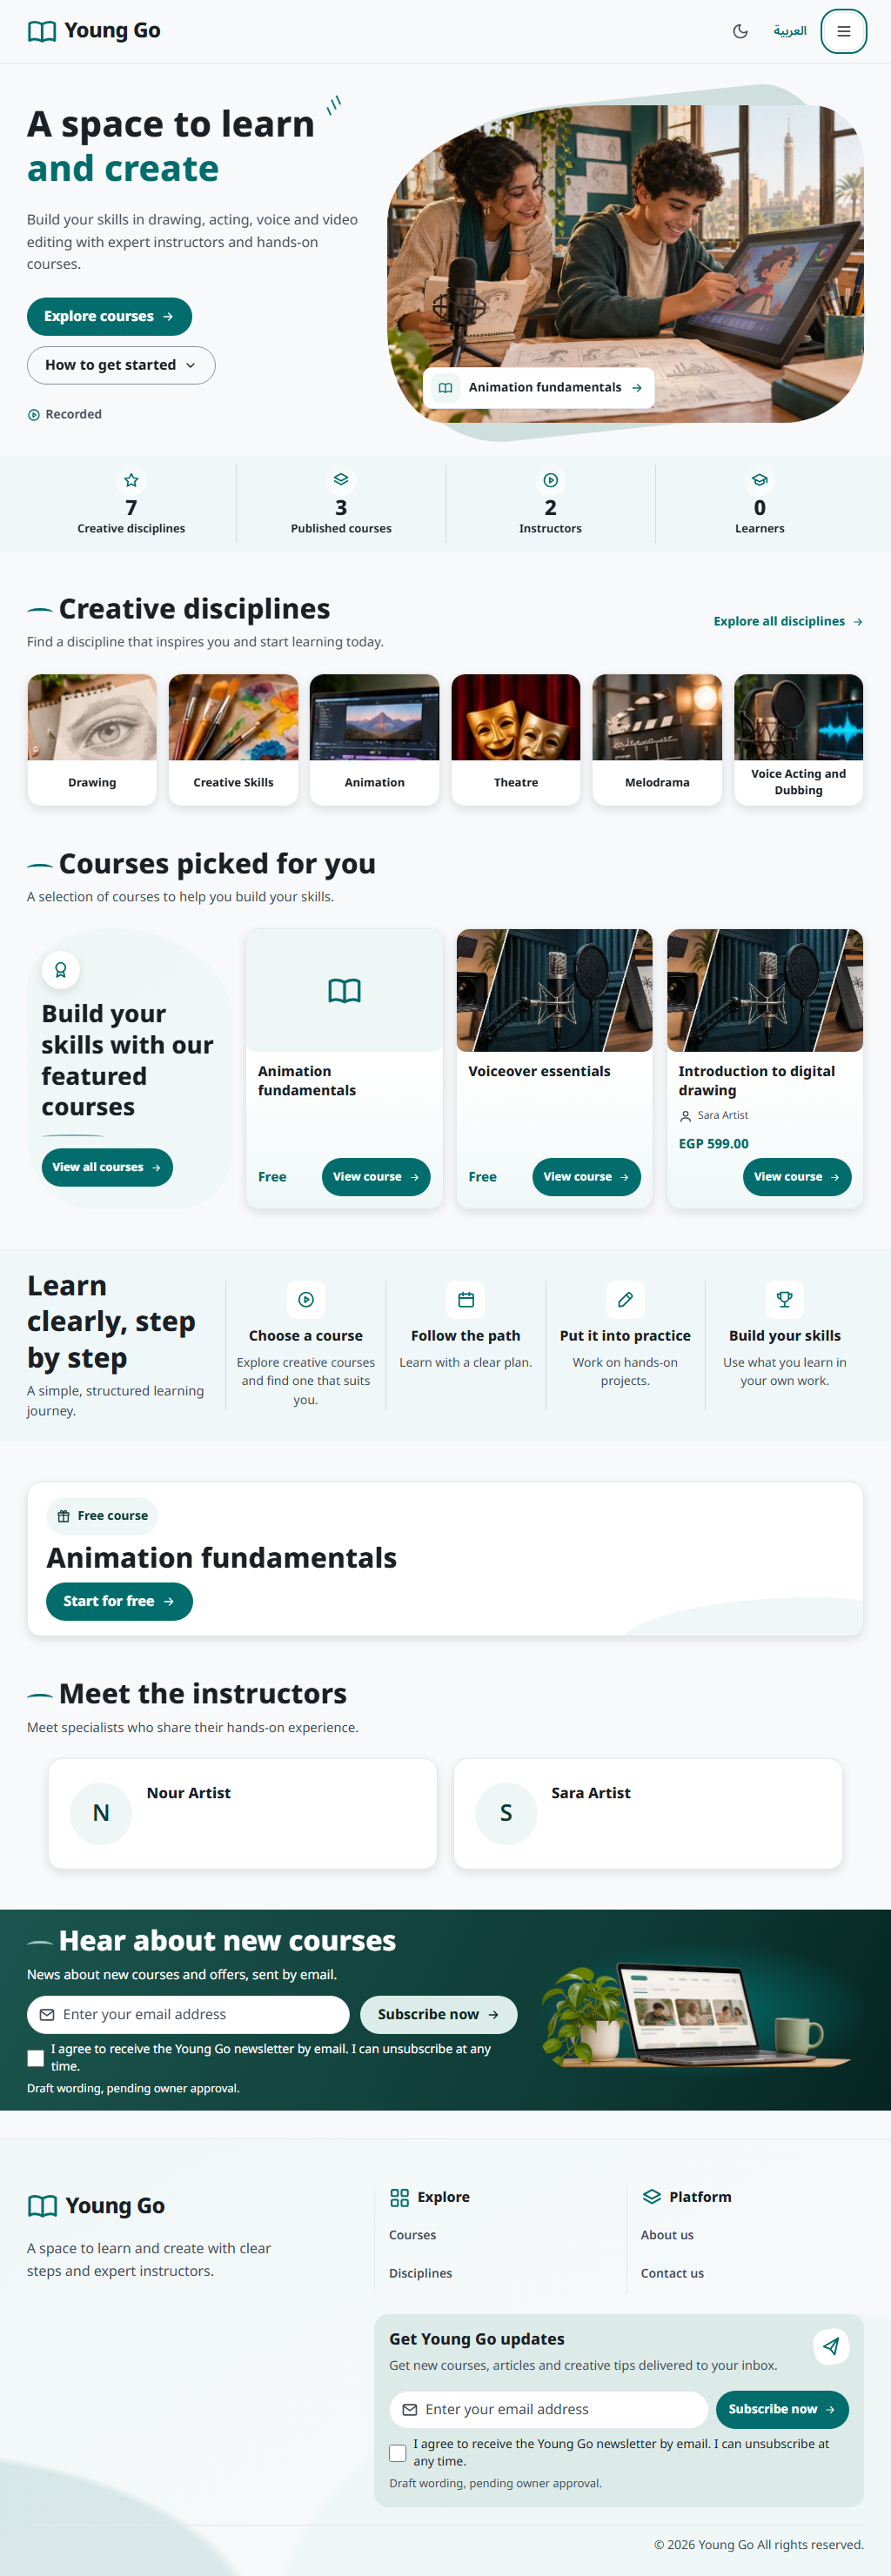 Young Go
العربية
A space to learn
and create
Build your skills in drawing, acting, voice and video
editing with expert instructors and hands-on
courses.
Explore courses
How to get started
Recorded
Animation fundamentals
7
Creative disciplines
3
Published courses
2
Instructors
0
Learners
Creative disciplines
Find a discipline that inspires you and start learning today.
Explore all disciplines
Drawing
Creative Skills
Animation
Theatre
Melodrama
Voice Acting and
Dubbing
Courses picked for you
A selection of courses to help you build your skills.
Build your
skills with our
featured
courses
View all courses
Animation
fundamentals
Free
View course
Voiceover essentials
Free
View course
Introduction to digital
drawing
Sara Artist
EGP 599.00
View course
Learn
clearly, step
by step
A simple, structured learning
journey.
Choose a course
Explore creative courses
and find one that suits
you.
Follow the path
Learn with a clear plan.
Put it into practice
Work on hands-on
projects.
Build your skills
Use what you learn in
your own work.
Free course
Animation fundamentals
Start for free
Meet the instructors
Meet specialists who share their hands-on experience.
N
Nour Artist
S
Sara Artist
Hear about new courses
News about new courses and offers, sent by email.
Enter your email address
Subscribe now
I agree to receive the Young Go newsletter by email. I can unsubscribe at any
time.
Draft wording, pending owner approval.
Young Go
A space to learn and create with clear
steps and expert instructors.
Explore
Courses
Disciplines
Platform
About us
Contact us
Get Young Go updates
Get new courses, articles and creative tips delivered to your inbox.
Enter your email address
Subscribe now
I agree to receive the Young Go newsletter by email. I can unsubscribe at
any time.
Draft wording, pending owner approval.
© 2026 Young Go All rights reserved.